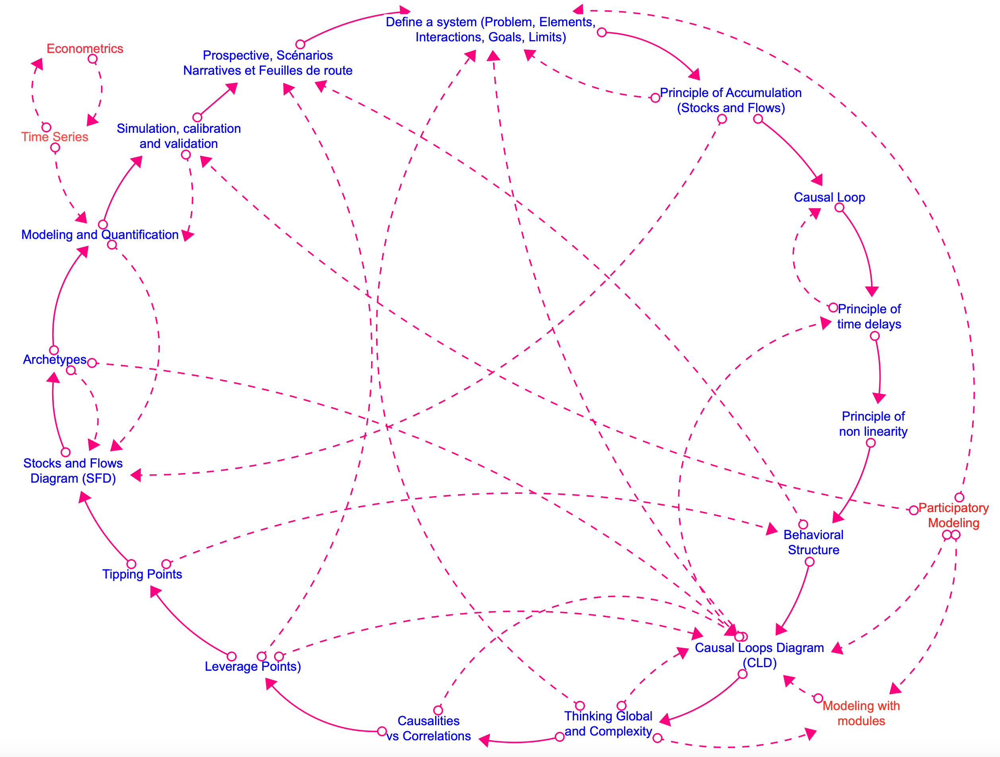 Define a system (Problem, Elements,
Interactions, Goals, Limits)
Econometrics
Prospective, Scénarios
Narratives et Feuilles de route
Principle of Accumulation
(Stocks and Flows)
Simulation, calibration
and validation
Time Series
Causal Loop
Modeling and Quantification
Principle of
time delays
Archetypes
Principle of
non linearity
Stocks and Flows
Diagram (SFD)
Participatory
Modeling
Behavioral
Structure
Tipping Points
Causal Loops Diagram
(CLD)
Leverage Points)
Modeling with
modules
Thinking Global
and Complexity
Causalities
vs Correlations